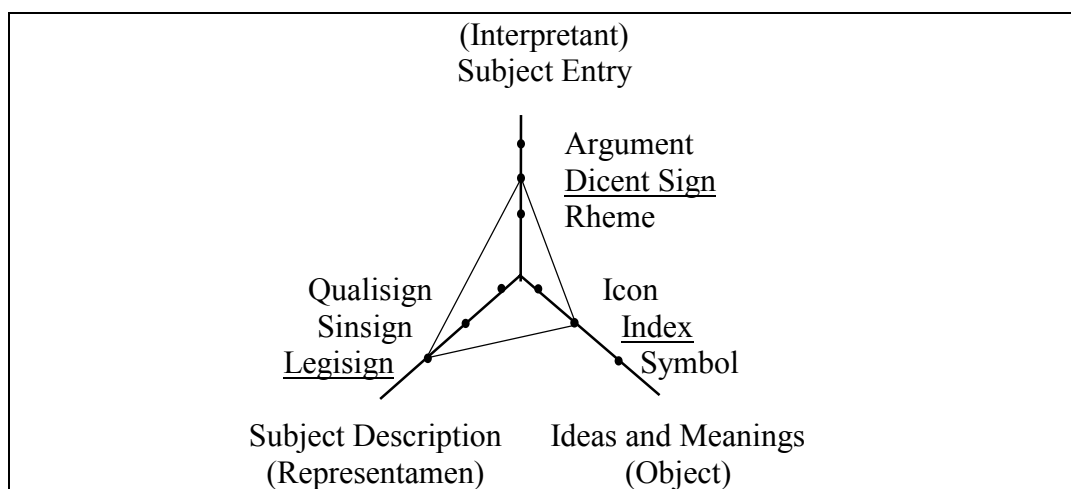 (Interpretant)
Subject Entry
Argument
Dicent Sign
Rheme
Qualisign
Sinsign
Legisign
Icon
Index
Symbol
Subject Description
(Representamen)
Ideas and Meanings
(Object)